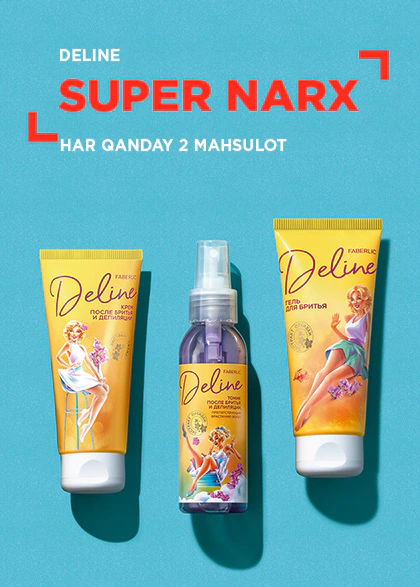 DELINE
SUPER NARX
HAR QANDAY 2 MAHSULOT
FABERLIC
Deline
КРЕМ
ПОСЛЕ БРИТЬЯ
И ДЕПИЛЯЦИИ
FABERLIC
Deline
ТОНИК
ПОСЛЕ БРИТЬЯ
И ДЕПИЛЯЦИИ
FABERLIC
Deline
ГЕЛЬ
ДЛЯ БРИТЬЯ